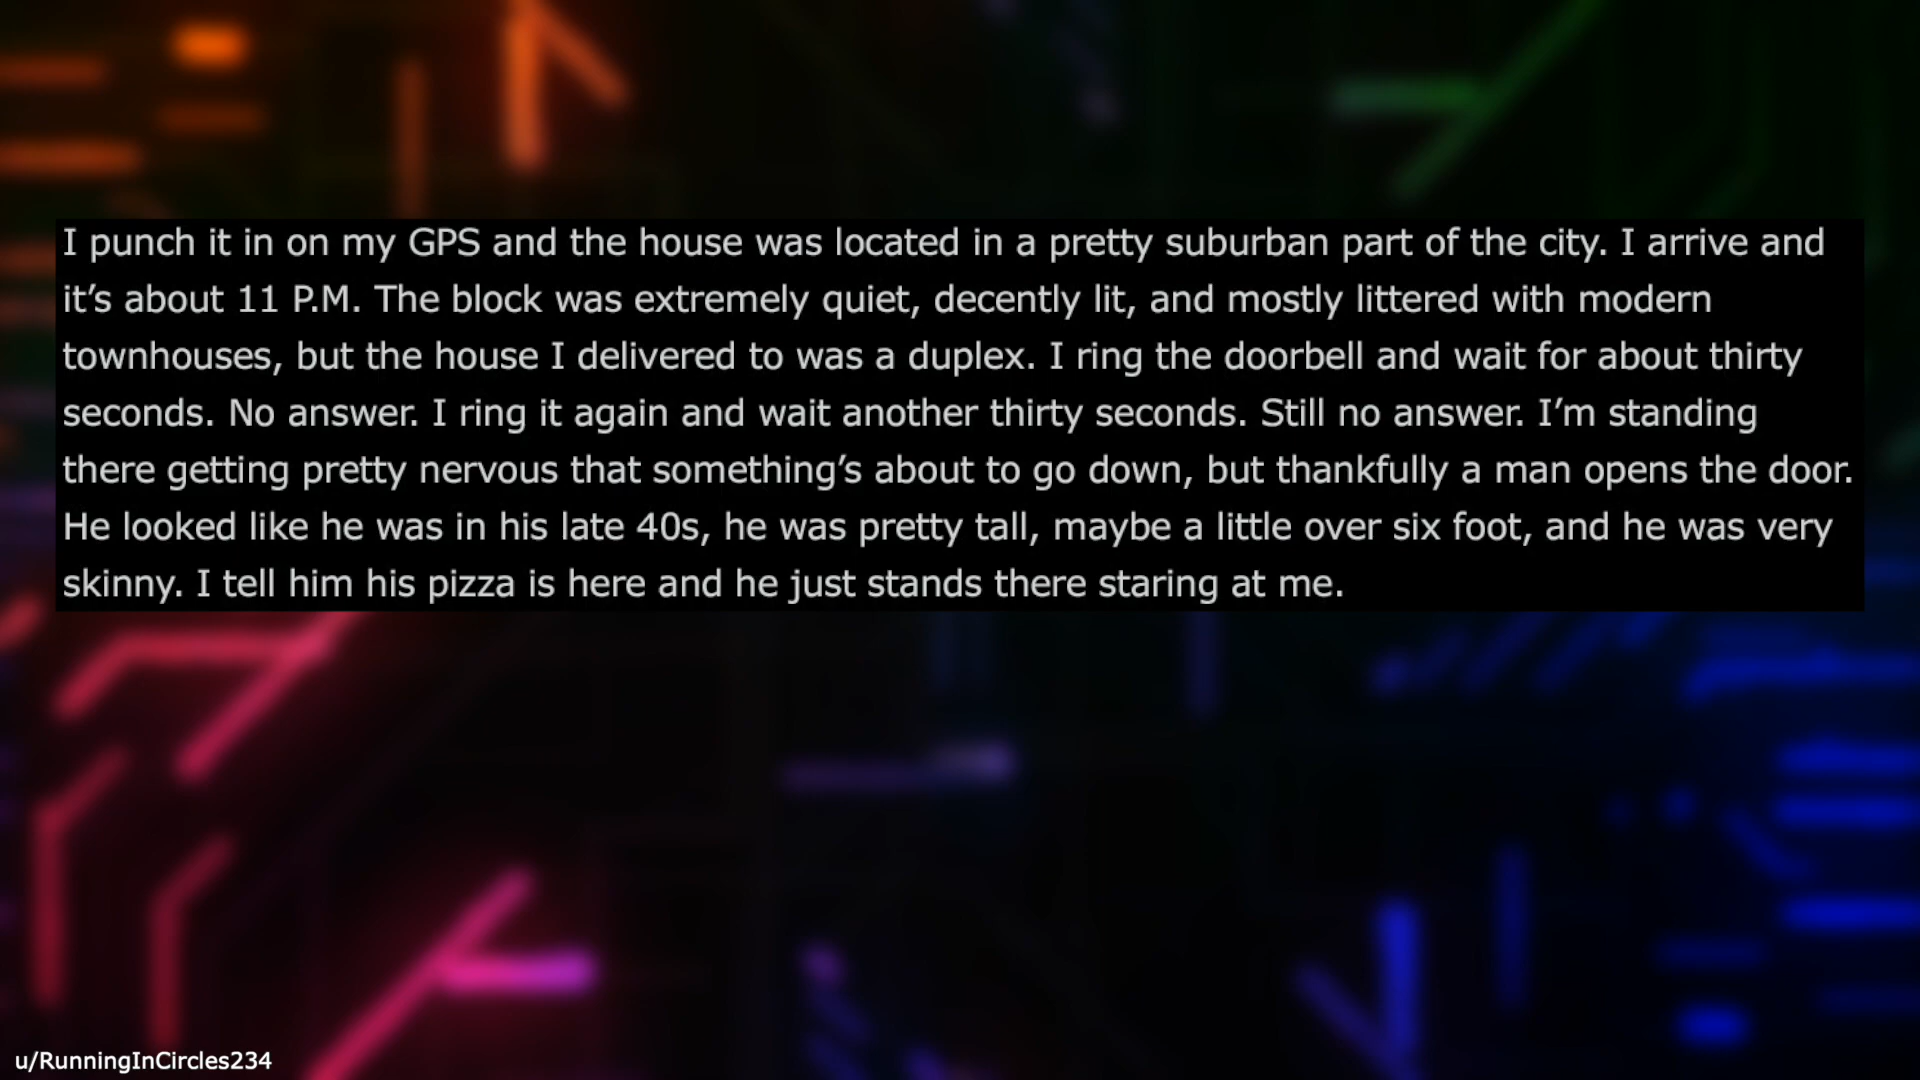 I punch it in on my GPS and the house was located in a pretty suburban part of the city. I arrive and
it’s about 11 P.M. The block was extremely quiet, decently lit, and mostly littered with modern
townhouses, but the house I delivered to was a duplex. I ring the doorbell and wait for about thirty
seconds. No answer. I ring it again and wait another thirty seconds. Still no answer. I’m standing
there getting pretty nervous that something’s about to go down, but thankfully a man opens the door.
He looked like he was in his late 40s, he was pretty tall, maybe a little over six foot, and he was very
skinny. I tell him his pizza is here and he just stands there staring at me.
u/RunningInCircles234